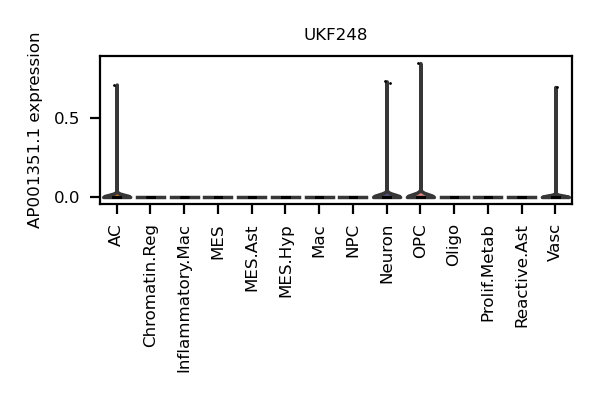 UKF248
AP001351.1 expression
0.5
0.0
AC
Chromatin.Reg
Inflammatory.Mac
MES
MES.Ast
MES.Hyp
Mac
NPC
Neuron
OPC
Oligo
Prolif.Metab
Reactive.Ast
Vasc